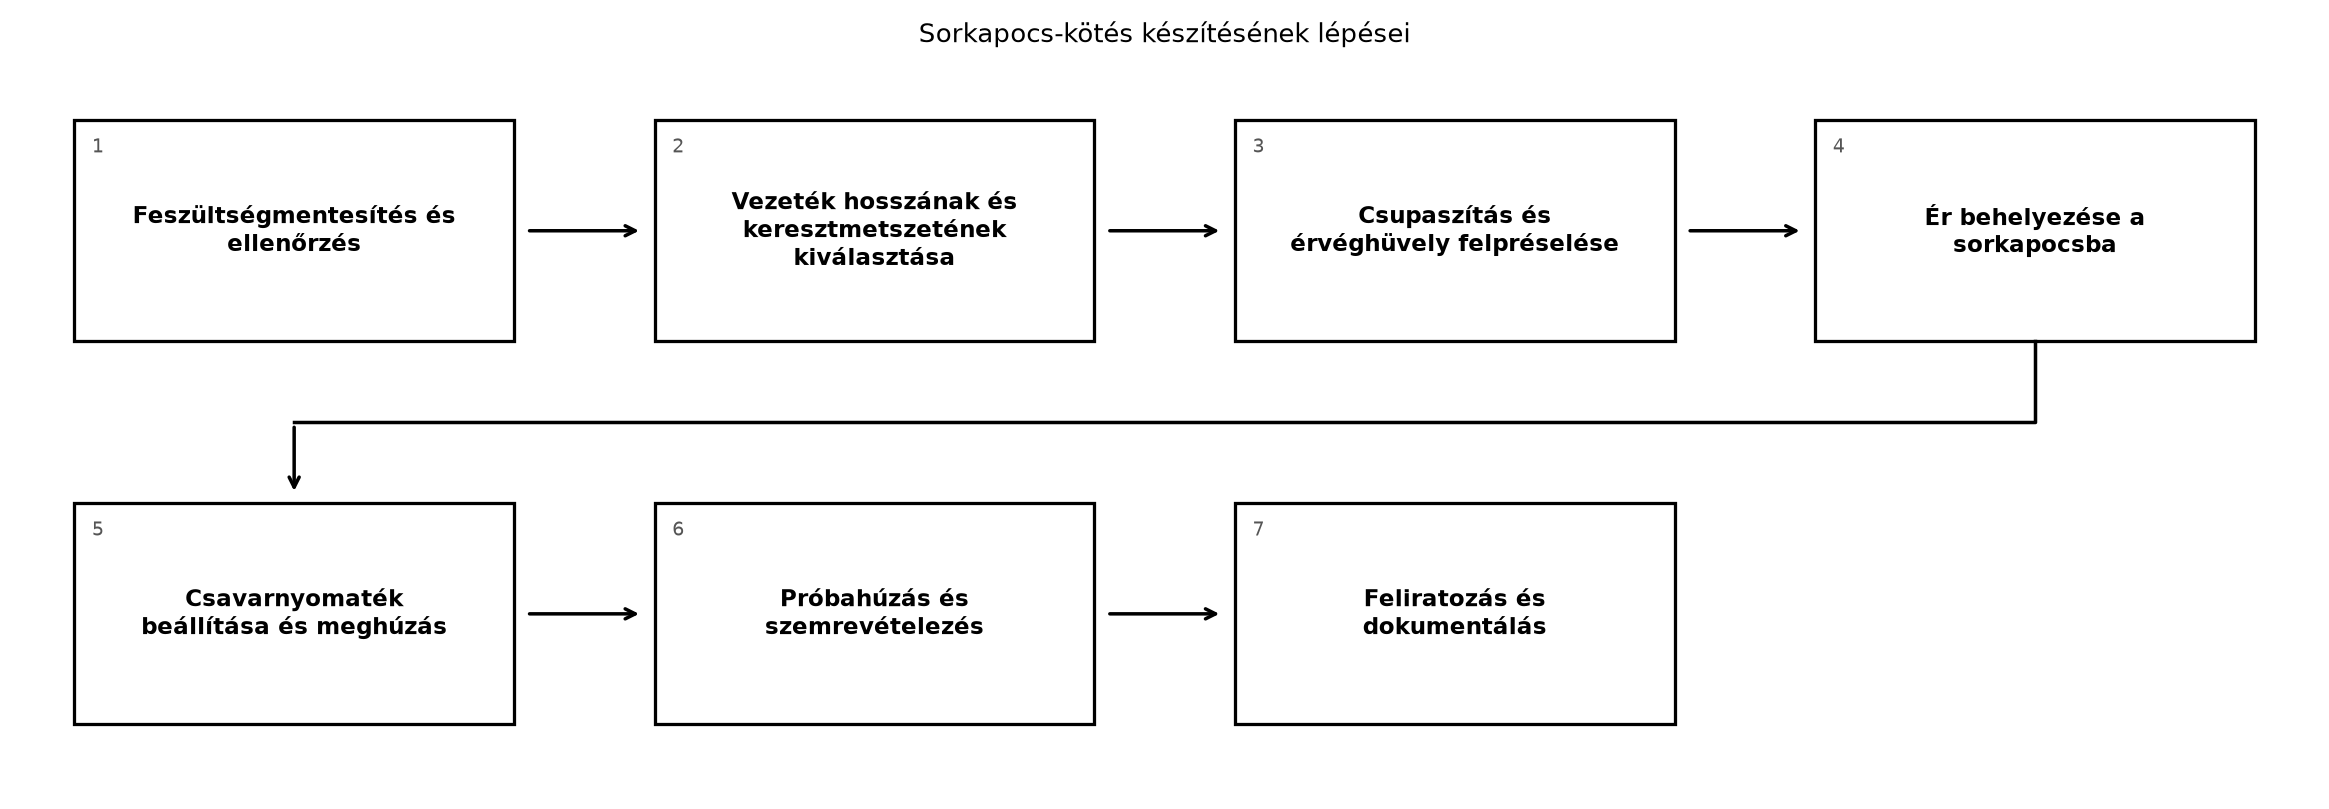 Sorkapocs-kötés készítésének lépései
1
Feszültségmentesítés és
ellenőrzés
2
Vezeték hosszának és
keresztmetszetének
kiválasztása
3
Csupaszítás és
érvéghüvely felpréselése
4
Ér behelyezése a
sorkapocsba
5
Csavarnyomaték
beállítása és meghúzás
6
Próbahúzás és
szemrevételezés
7
Feliratozás és
dokumentálás